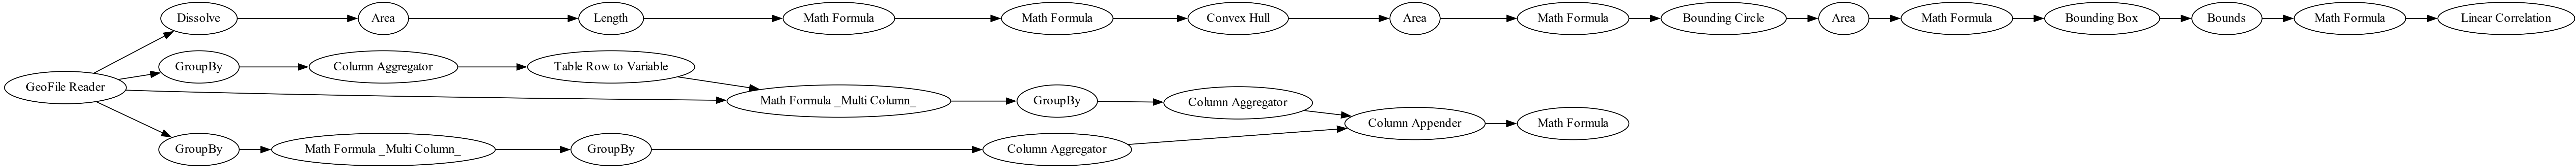 Dissolve
Area
Length
Math Formula
Math Formula
Convex Hull
Area
Math Formula
Bounding Circle
Area
Math Formula
Bounding Box
Bounds
Math Formula
Linear Correlation
GroupBy
Column Aggregator
Table Row to Variable
GeoFile Reader
Math Formula _Multi Column_
GroupBy
Column Aggregator
Column Appender
Math Formula
GroupBy
Math Formula _Multi Column_
GroupBy
Column Aggregator